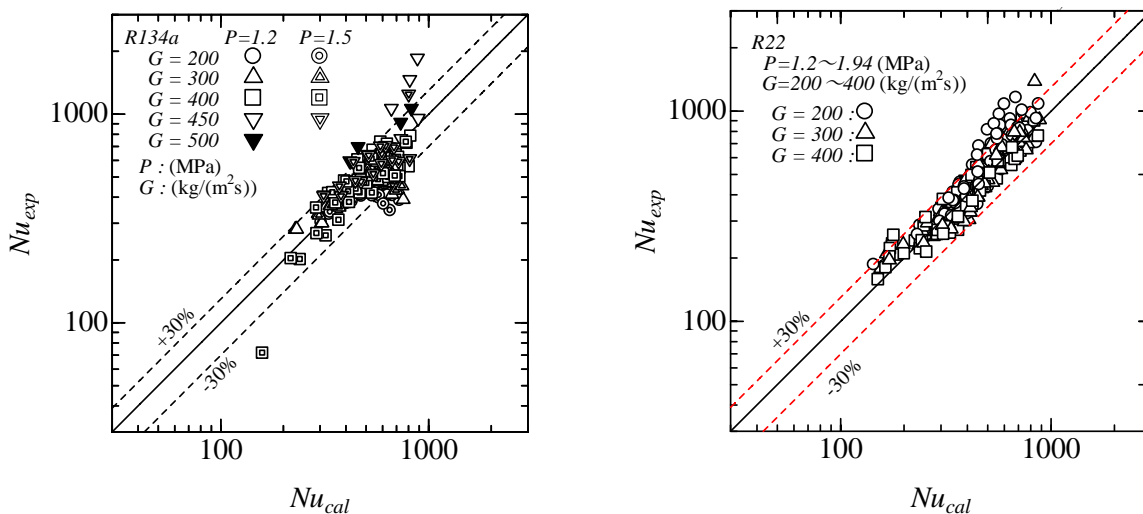 R134a P=1.2 P=1.5
G = 200
G = 300
G = 400
G = 450
G = 500
P : (MPa)
G : (kg/(m²s))
1000
100
Nu_exp
+30%
-30%
100 1000
Nu_cal
R22
P=1.2～1.94 (MPa)
G=200～400 (kg/(m²s))
G = 200 :
G = 300 :
G = 400 :
1000
100
Nu_exp
+30%
-30%
100 1000
Nu_cal